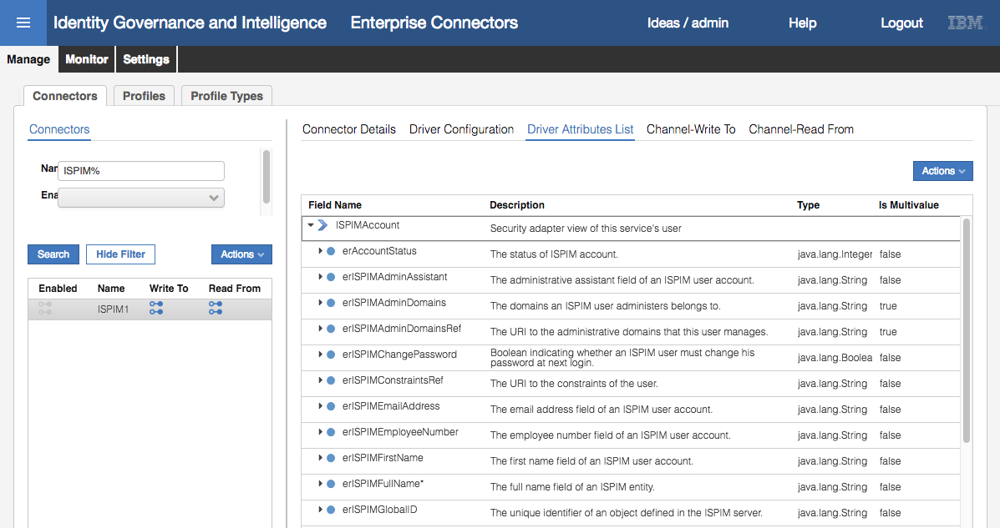 Identity Governance and Intelligence Enterprise Connectors Ideas / admin Help Logout IBM
Manage Monitor Settings
Connectors Profiles Profile Types
Connectors
Nan
ISPIM%
Ena
Search Hide Filter Actions
Enabled Name Write To Read From
ISPIM1
Connector Details Driver Configuration Driver Attributes List Channel-Write To Channel-Read From
Actions
Field Name Description Type Is Multivalue
ISPIMAccount Security adapter view of this service's user
erAccountStatus The status of ISPIM account. java.lang.Integer false
erISPIMAdminAssistant The administrative assistant field of an ISPIM user account. java.lang.String false
erISPIMAdminDomains The domains an ISPIM user administers belongs to. java.lang.String true
erISPIMAdminDomainsRef The URI to the administrative domains that this user manages. java.lang.String true
erISPIMChangePassword Boolean indicating whether an ISPIM user must change his
password at next login. java.lang.Boolea false
erISPIMConstraintsRef The URI to the constraints of the user. java.lang.String false
erISPIMEmailAddress The email address field of an ISPIM user account. java.lang.String false
erISPIMEmployeeNumber The employee number field of an ISPIM user account. java.lang.String false
erISPIMFirstName The first name field of an ISPIM user account. java.lang.String false
erISPIMFullName* The full name field of an ISPIM entity. java.lang.String false
erISPIMGlobalID The unique identifier of an object defined in the ISPIM server. java.lang.String false